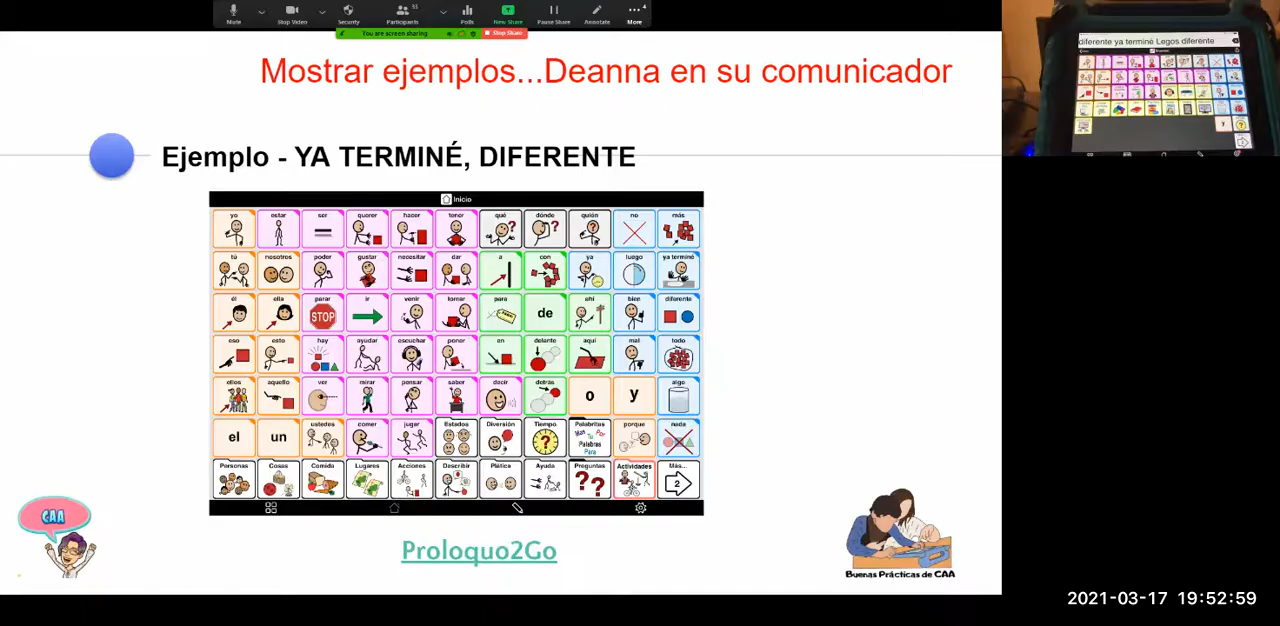 Mute
Stop Video
Security
Participants
33
Polls
New Share
Pause Share
Annotate
More
You are screen sharing
Stop Share
Mostrar ejemplos...Deanna en su comunicador
Ejemplo - YA TERMINÉ, DIFERENTE
Inicio
yo estar ser querer hacer tener qué dónde quién no más
tú nosotros poder gustar necesitar dar a con ya luego ya terminé
él ella parar ir venir tomar para de ahí bien diferente
STOP
eso esto hay ayudar escuchar poner en delante aquí mal todo
ellos aquello ver mirar pensar saber decir detrás o y algo
el un ustedes comer jugar Estados Diversión Tiempo Palabritas porque nada
Personas Cosas Comida Lugares Acciones Describir Plática Ayuda Preguntas Actividades Más...
2
Proloquo2Go
CAA
Buenas Prácticas de CAA
diferente ya terminé Legos diferente
2021-03-17 19:52:59